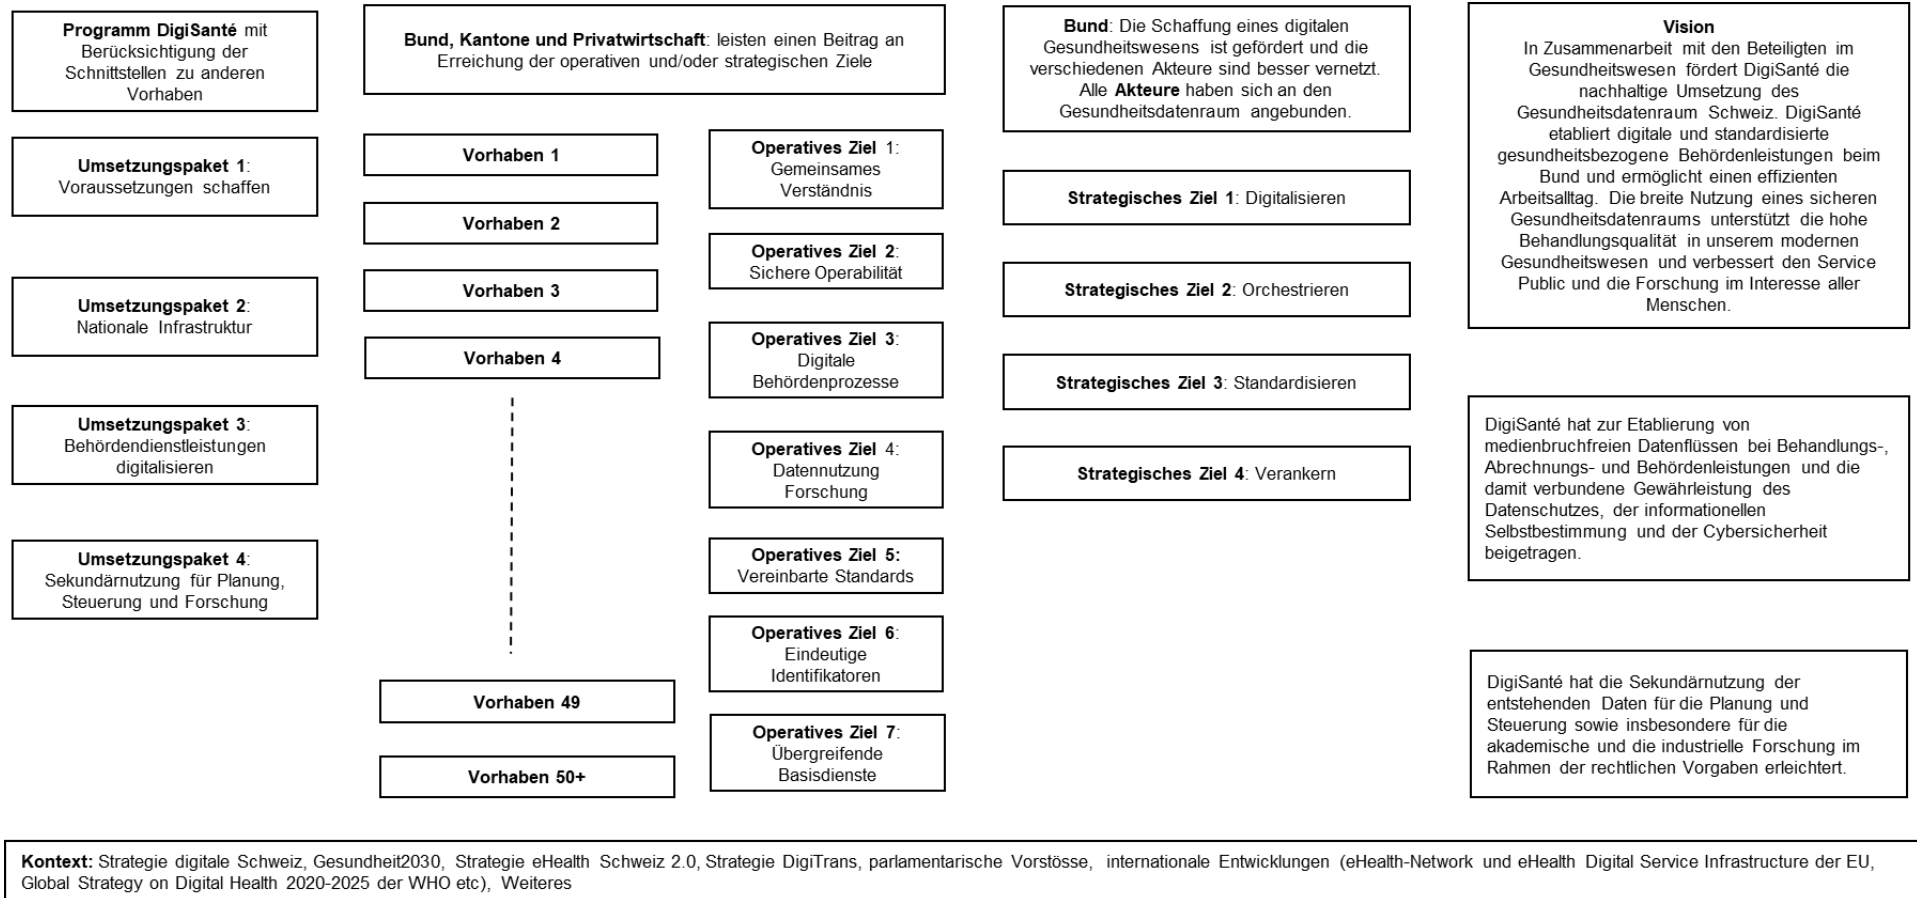 Programm DigiSanté mit
Berücksichtigung der
Schnittstellen zu anderen
Vorhaben
Umsetzungspaket 1:
Voraussetzungen schaffen
Umsetzungspaket 2:
Nationale Infrastruktur
Umsetzungspaket 3:
Behördendienstleistungen
digitalisieren
Umsetzungspaket 4:
Sekundärnutzung für Planung,
Steuerung und Forschung
Bund, Kantone und Privatwirtschaft: leisten einen Beitrag an
Erreichung der operativen und/oder strategischen Ziele
Vorhaben 1
Vorhaben 2
Vorhaben 3
Vorhaben 4
Vorhaben 49
Vorhaben 50+
Operatives Ziel 1:
Gemeinsames
Verständnis
Operatives Ziel 2:
Sichere Operabilität
Operatives Ziel 3:
Digitale
Behördenprozesse
Operatives Ziel 4:
Datennutzung
Forschung
Operatives Ziel 5:
Vereinbarte Standards
Operatives Ziel 6:
Eindeutige
Identifikatoren
Operatives Ziel 7:
Übergreifende
Basisdienste
Bund: Die Schaffung eines digitalen
Gesundheitswesens ist gefördert und die
verschiedenen Akteure sind besser vernetzt.
Alle Akteure haben sich an den
Gesundheitsdatenraum angebunden.
Strategisches Ziel 1: Digitalisieren
Strategisches Ziel 2: Orchestrieren
Strategisches Ziel 3: Standardisieren
Strategisches Ziel 4: Verankern
Vision
In Zusammenarbeit mit den Beteiligten im
Gesundheitswesen fördert DigiSanté die
nachhaltige Umsetzung des
Gesundheitsdatenraum Schweiz. DigiSanté
etabliert digitale und standardisierte
gesundheitsbezogene Behördenleistungen beim
Bund und ermöglicht einen effizienten
Arbeitsalltag. Die breite Nutzung eines sicheren
Gesundheitsdatenraums unterstützt die hohe
Behandlungsqualität in unserem modernen
Gesundheitswesen und verbessert den Service
Public und die Forschung im Interesse aller
Menschen.
DigiSanté hat zur Etablierung von
medienbruchfreien Datenflüssen bei Behandlungs-,
Abrechnungs- und Behördenleistungen und die
damit verbundene Gewährleistung des
Datenschutzes, der informationellen
Selbstbestimmung und der Cybersicherheit
beigetragen.
DigiSanté hat die Sekundärnutzung der
entstehenden Daten für die Planung und
Steuerung sowie insbesondere für die
akademische und die industrielle Forschung im
Rahmen der rechtlichen Vorgaben erleichtert.
Kontext: Strategie digitale Schweiz, Gesundheit2030, Strategie eHealth Schweiz 2.0, Strategie DigiTrans, parlamentarische Vorstösse, internationale Entwicklungen (eHealth-Network und eHealth Digital Service Infrastructure der EU,
Global Strategy on Digital Health 2020-2025 der WHO etc), Weiteres